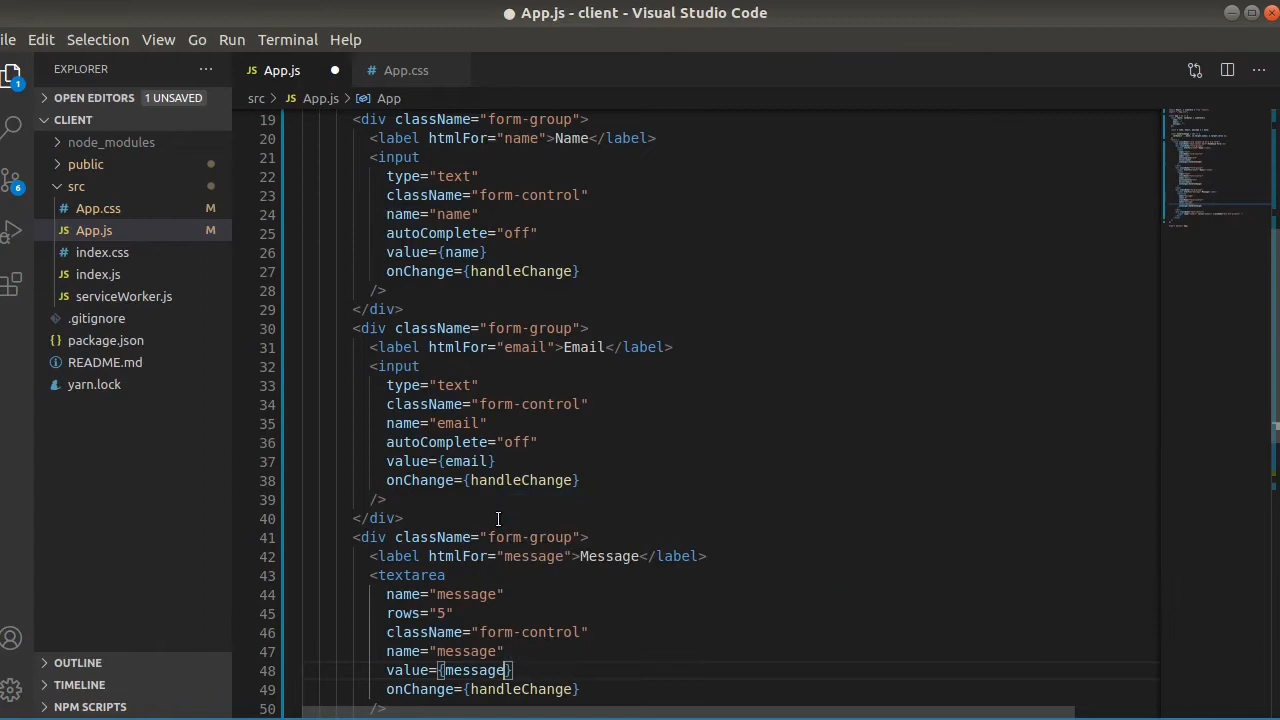 App.js - client - Visual Studio Code
ile Edit Selection View Go Run Terminal Help
EXPLORER
JS App.js
# App.css
1
OPEN EDITORS 1 UNSAVED
src > JS App.js > App
CLIENT
node_modules
public
src
# App.css M
JS App.js M
# index.css
JS index.js
JS serviceWorker.js
.gitignore
{} package.json
README.md
yarn.lock
6
OUTLINE
TIMELINE
NPM SCRIPTS
19 <div className="form-group">
20 <label htmlFor="name">Name</label>
21 <input
22 type="text"
23 className="form-control"
24 name="name"
25 autoComplete="off"
26 value={name}
27 onChange={handleChange}
28 />
29 </div>
30 <div className="form-group">
31 <label htmlFor="email">Email</label>
32 <input
33 type="text"
34 className="form-control"
35 name="email"
36 autoComplete="off"
37 value={email}
38 onChange={handleChange}
39 />
40 </div>
41 <div className="form-group">
42 <label htmlFor="message">Message</label>
43 <textarea
44 name="message"
45 rows="5"
46 className="form-control"
47 name="message"
48 value={message}
49 onChange={handleChange}
50 />